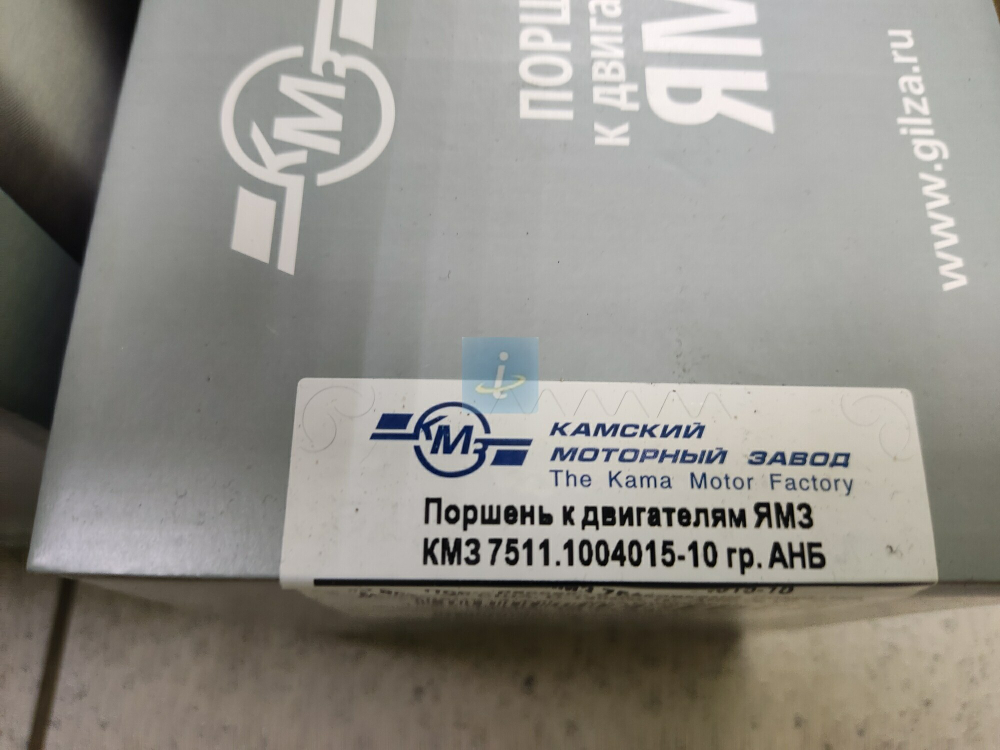 КМЗ
ПОРШ
К ДВИГА
ЯМ
www.gilza.ru
i
КМЗ
КАМСКИЙ
МОТОРНЫЙ ЗАВОД
The Kama Motor Factory
Поршень к двигателям ЯМЗ
КМЗ 7511.1004015-10 гр. АНБ